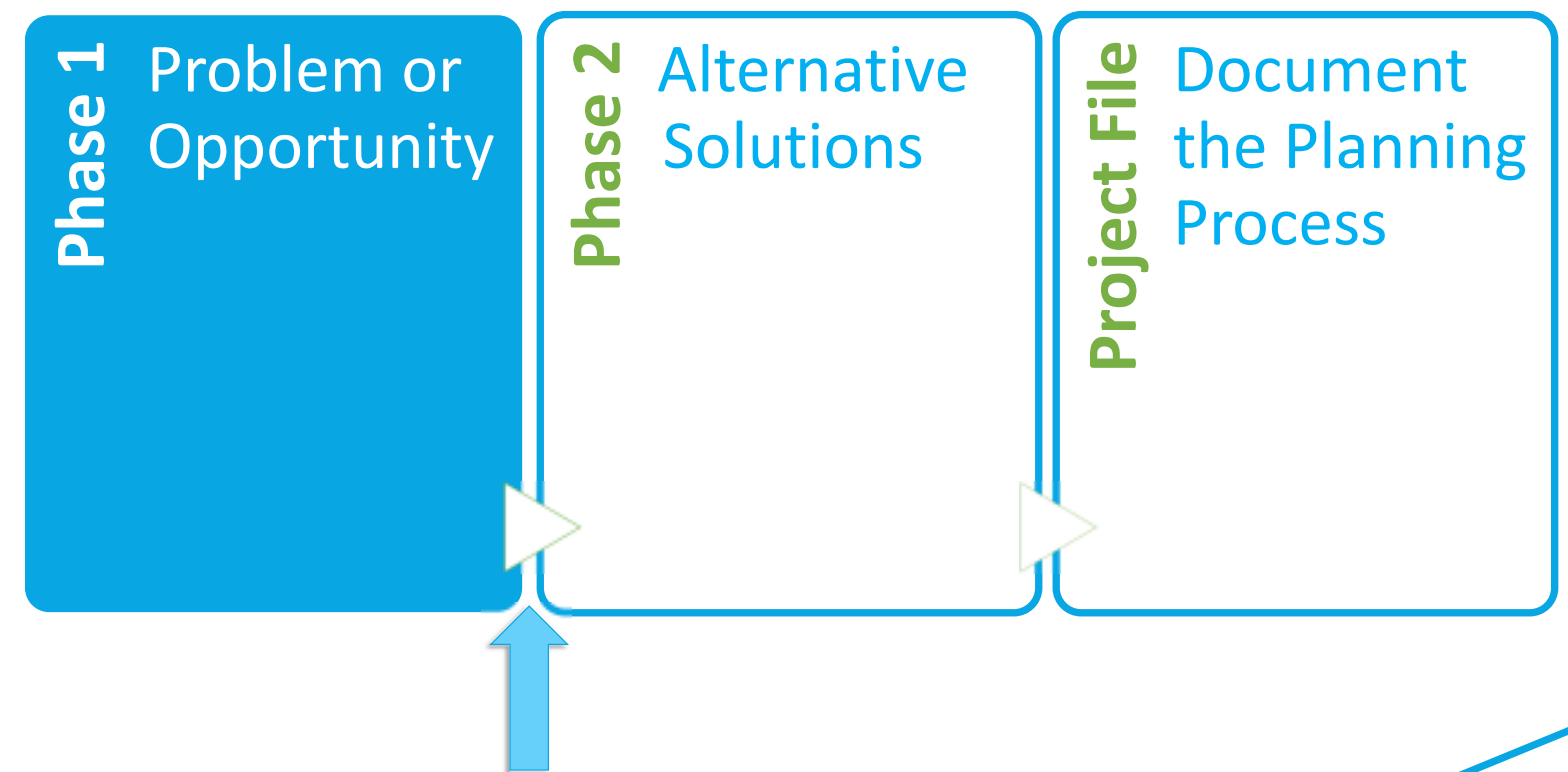 Phase 1
Problem or
Opportunity
Phase 2
Alternative
Solutions
Project File
Document
the Planning
Process